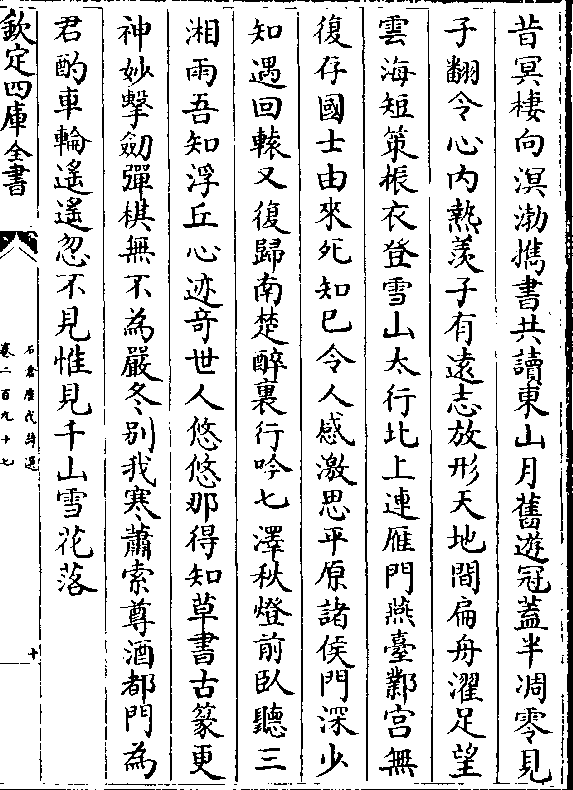 昔冥棲向溟渤携書共讀東山月舊遊冠蓋半凋零見
子翻令心内熱羨子有遠志放形天地間扁舟濯足望
雲海短策振衣登雪山太行北上連雁門燕臺鄴宫無
復存國士由來死知已令人感激思平原諸侯門深少
知遇回轅又復歸南楚醉裏行吟七澤秋燈前臥聽三
湘雨吾知浮丘心迹竒世人悠悠那得知草書古篆更
神妙擊劒彈棋無不為嚴冬别我寒蕭索尊酒都門為
君酌車輪遙遙忽不見惟見千山雪花落
欽定四庫全書
石倉歷代詩選
卷二百九十七
十